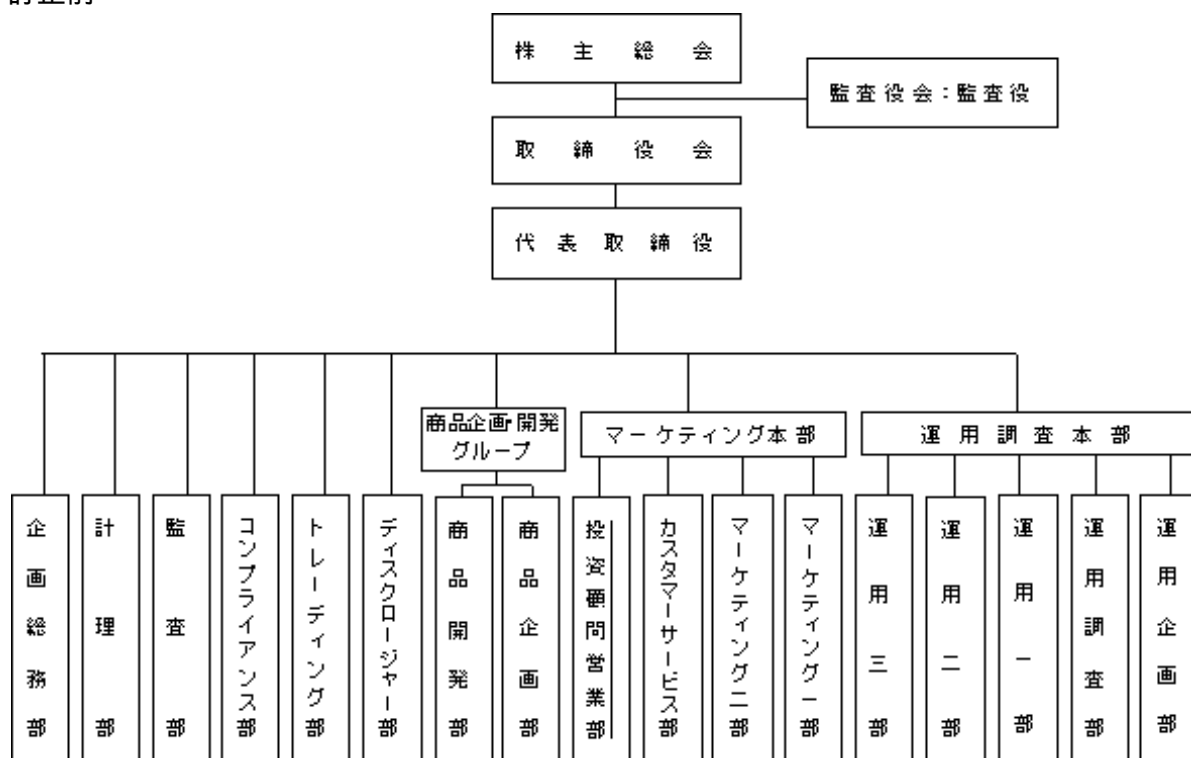 株主総会
監査役会：監査役
取締役会
代表取締役
商品企画・開発
グループ
マーケティング本部
運用調査本部
企画総務部
計理部
監査部
コンプライアンス部
トレーディング部
ディスクロージャー部
商品開発部
商品企画部
投資顧問営業部
カスタマーサービス部
マーケティング二部
マーケティング一部
運用三部
運用二部
運用一部
運用調査部
運用企画部